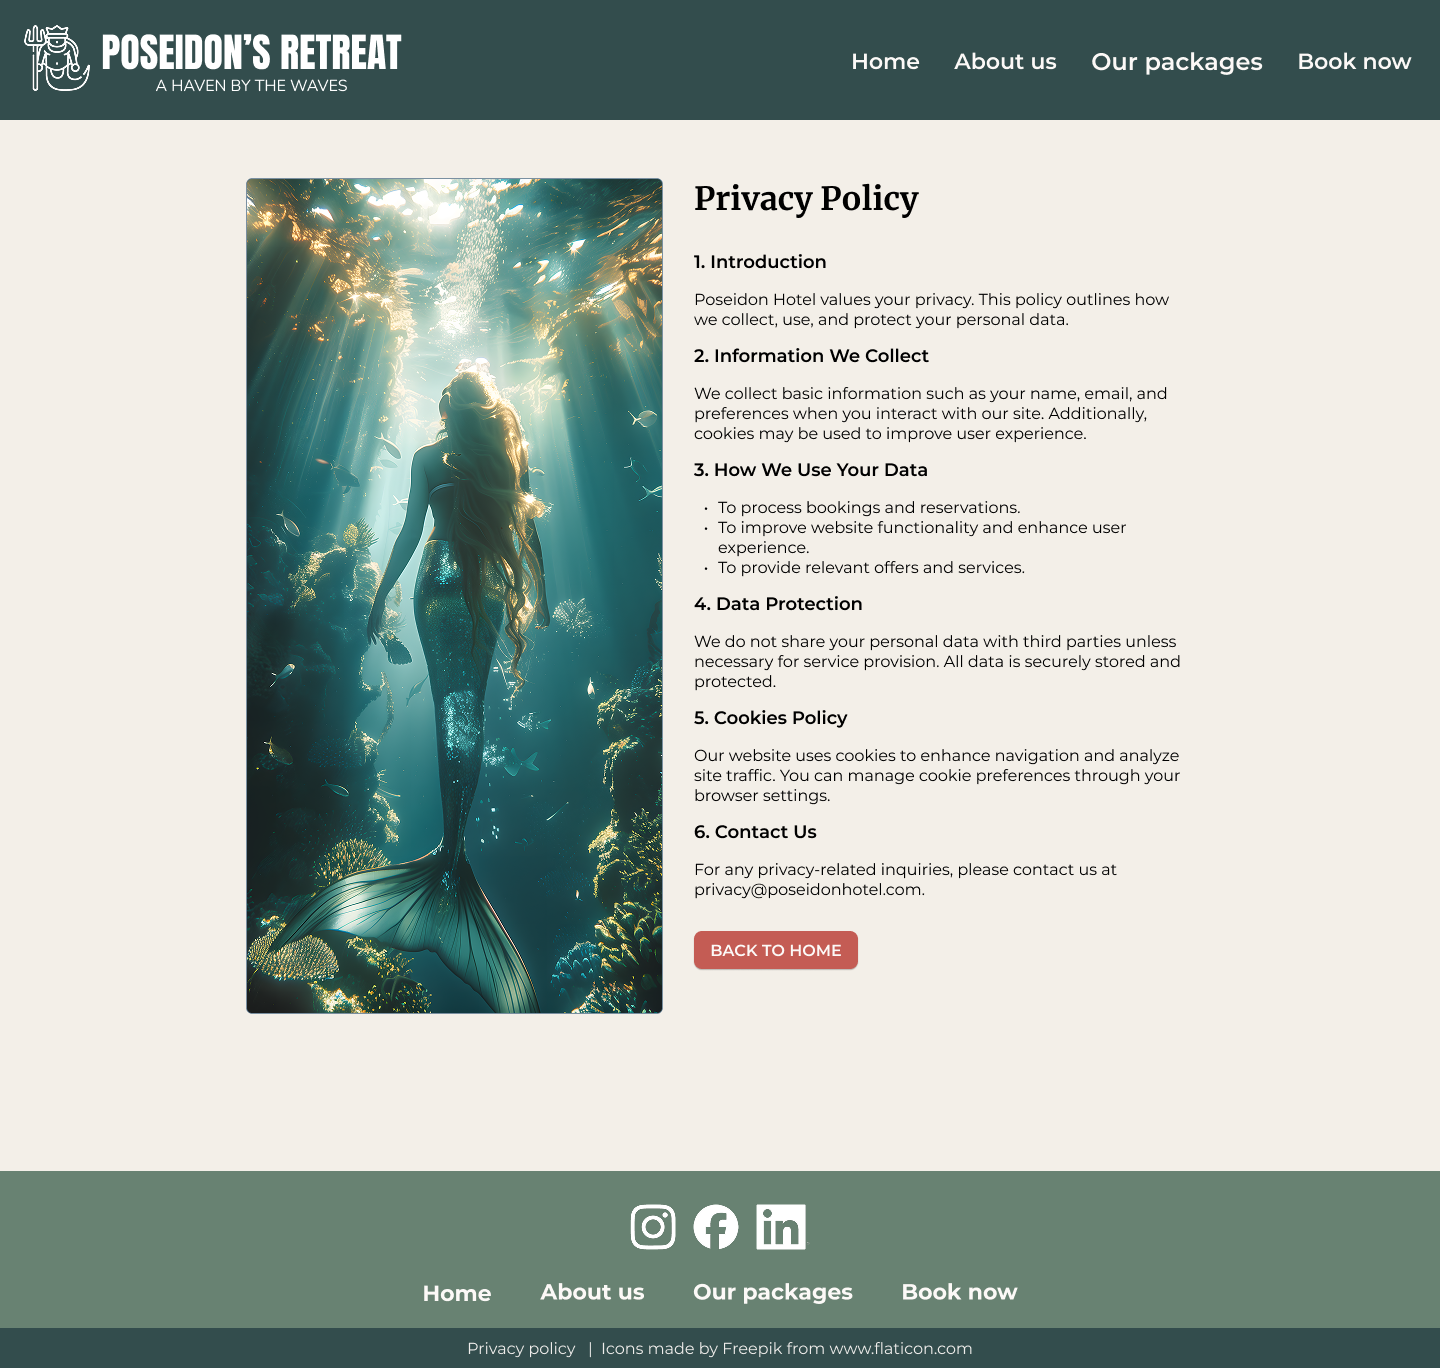 POSEIDON’S RETREAT
A HAVEN BY THE WAVES
Home About us Our packages Book now
Privacy Policy
1. Introduction
Poseidon Hotel values your privacy. This policy outlines how
we collect, use, and protect your personal data.
2. Information We Collect
We collect basic information such as your name, email, and
preferences when you interact with our site. Additionally,
cookies may be used to improve user experience.
3. How We Use Your Data
• To process bookings and reservations.
• To improve website functionality and enhance user
experience.
• To provide relevant offers and services.
4. Data Protection
We do not share your personal data with third parties unless
necessary for service provision. All data is securely stored and
protected.
5. Cookies Policy
Our website uses cookies to enhance navigation and analyze
site traffic. You can manage cookie preferences through your
browser settings.
6. Contact Us
For any privacy-related inquiries, please contact us at
privacy@poseidonhotel.com.
BACK TO HOME
in
Home About us Our packages Book now
Privacy policy | Icons made by Freepik from www.flaticon.com